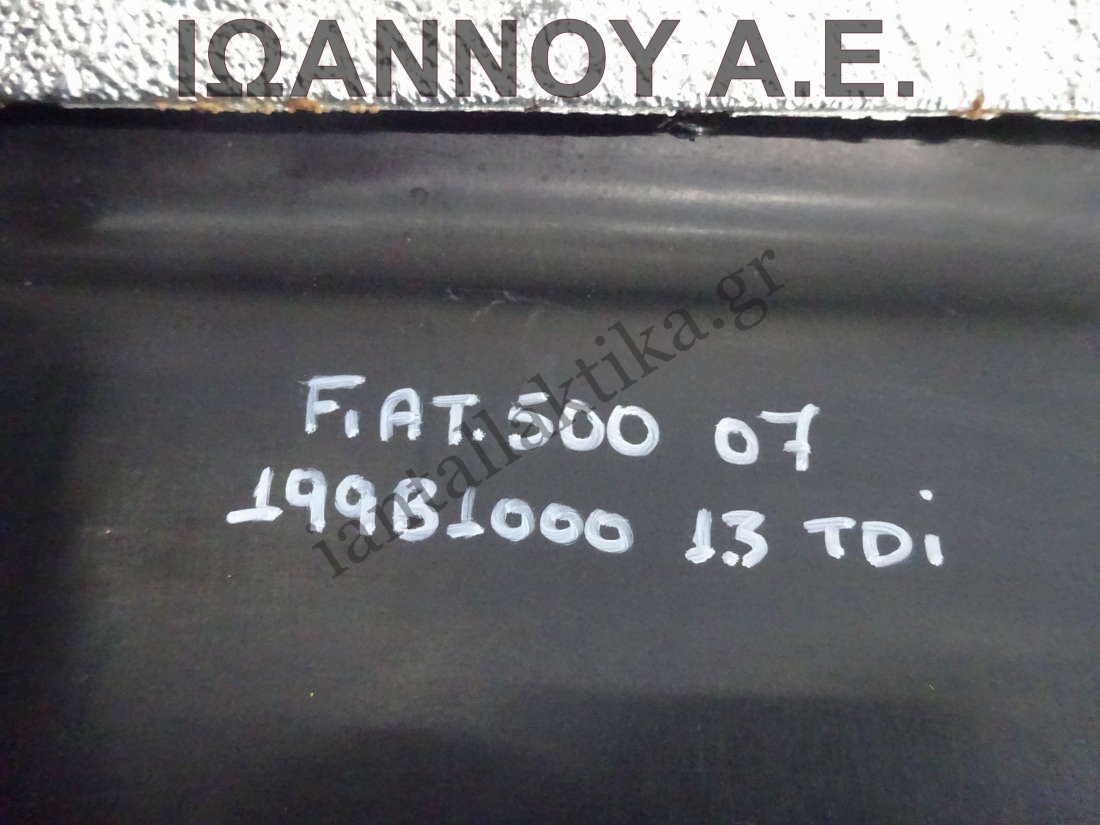 ΙΩΑΝΝΟΥ Α.Ε.
iantallaktika.gr
FIAT.500 07
199B1000 1.3 TDi